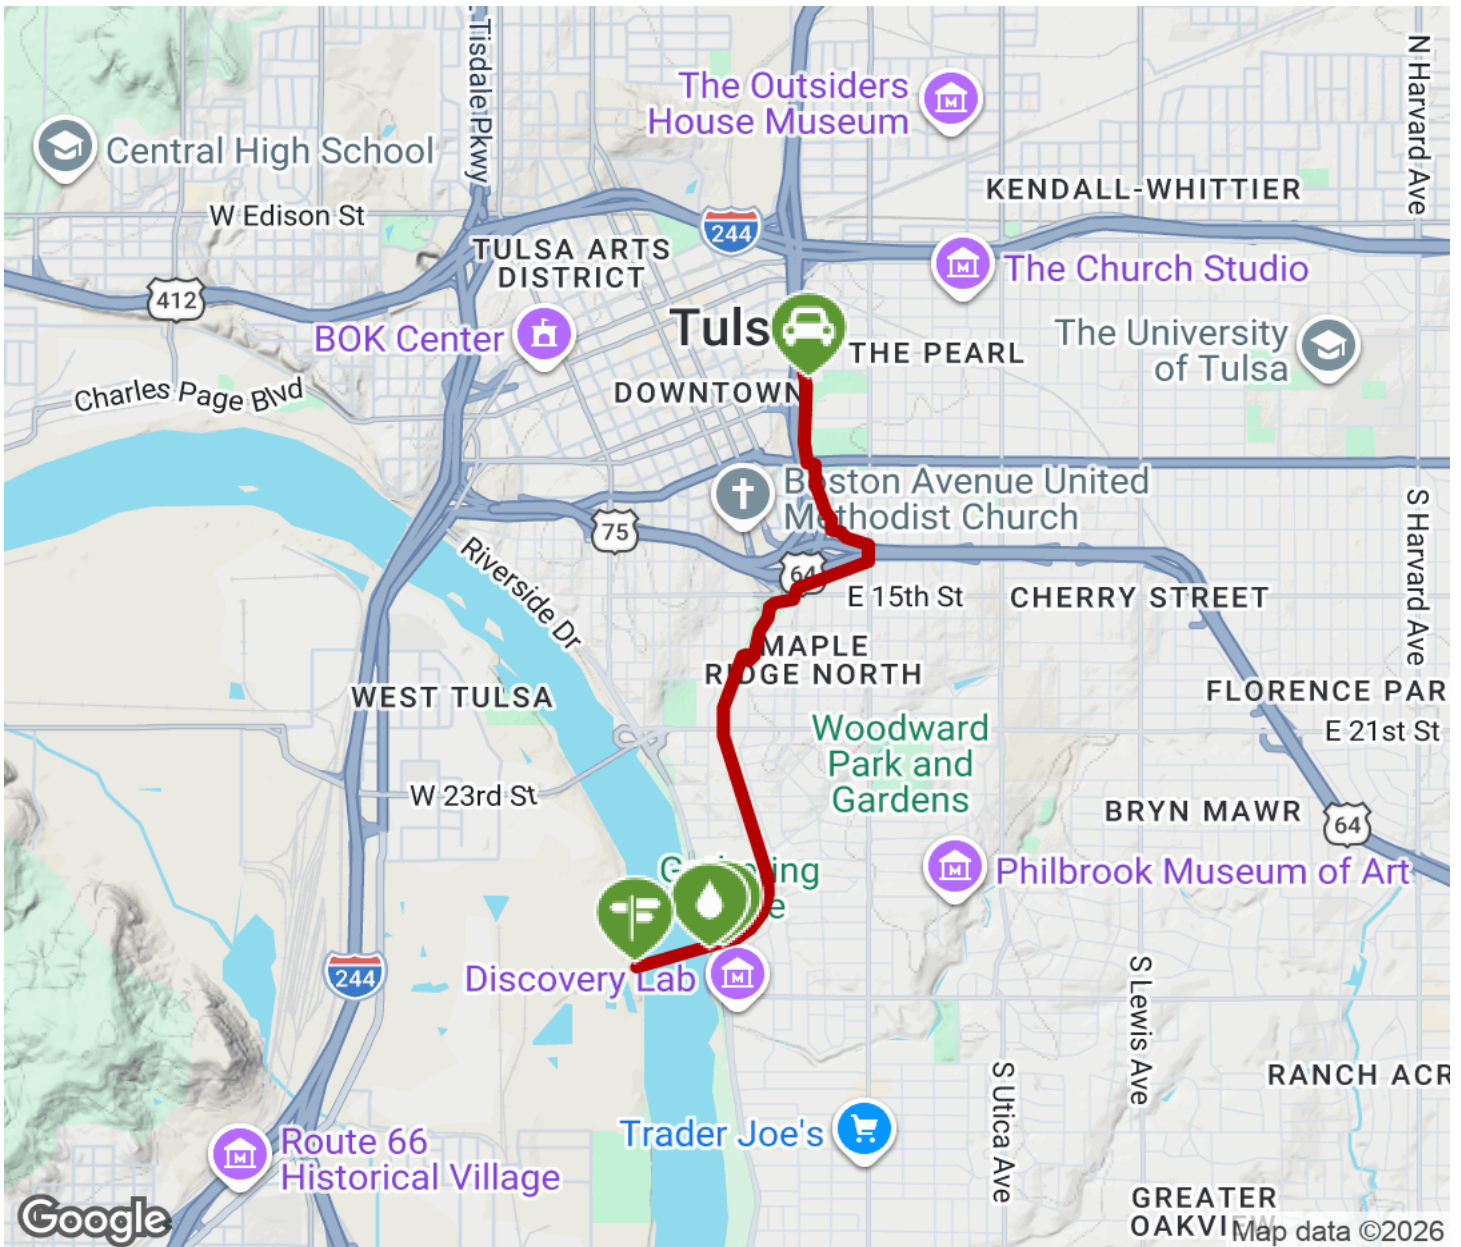 Tisdale Pkwy
N Harvard Ave
The Outsiders
House Museum
Central High School
KENDALL-WHITTIER
W Edison St
244
TULSA ARTS
DISTRICT
The Church Studio
412
BOK Center
Tuls
THE PEARL
The University
of Tulsa
DOWNTOWN
Charles Page Blvd
Boston Avenue United
Methodist Church
S Harvard Ave
75
Riverside Dr
64
E 15th St
CHERRY STREET
MAPLE
RIDGE NORTH
WEST TULSA
FLORENCE PAR
E 21st St
Woodward
Park and
Gardens
W 23rd St
BRYN MAWR
64
Philbrook Museum of Art
244
Discovery Lab
S Lewis Ave
S Utica Ave
RANCH ACR
Trader Joe's
Route 66
Historical Village
GREATER
OAKVIEW
Google
Map data ©2026